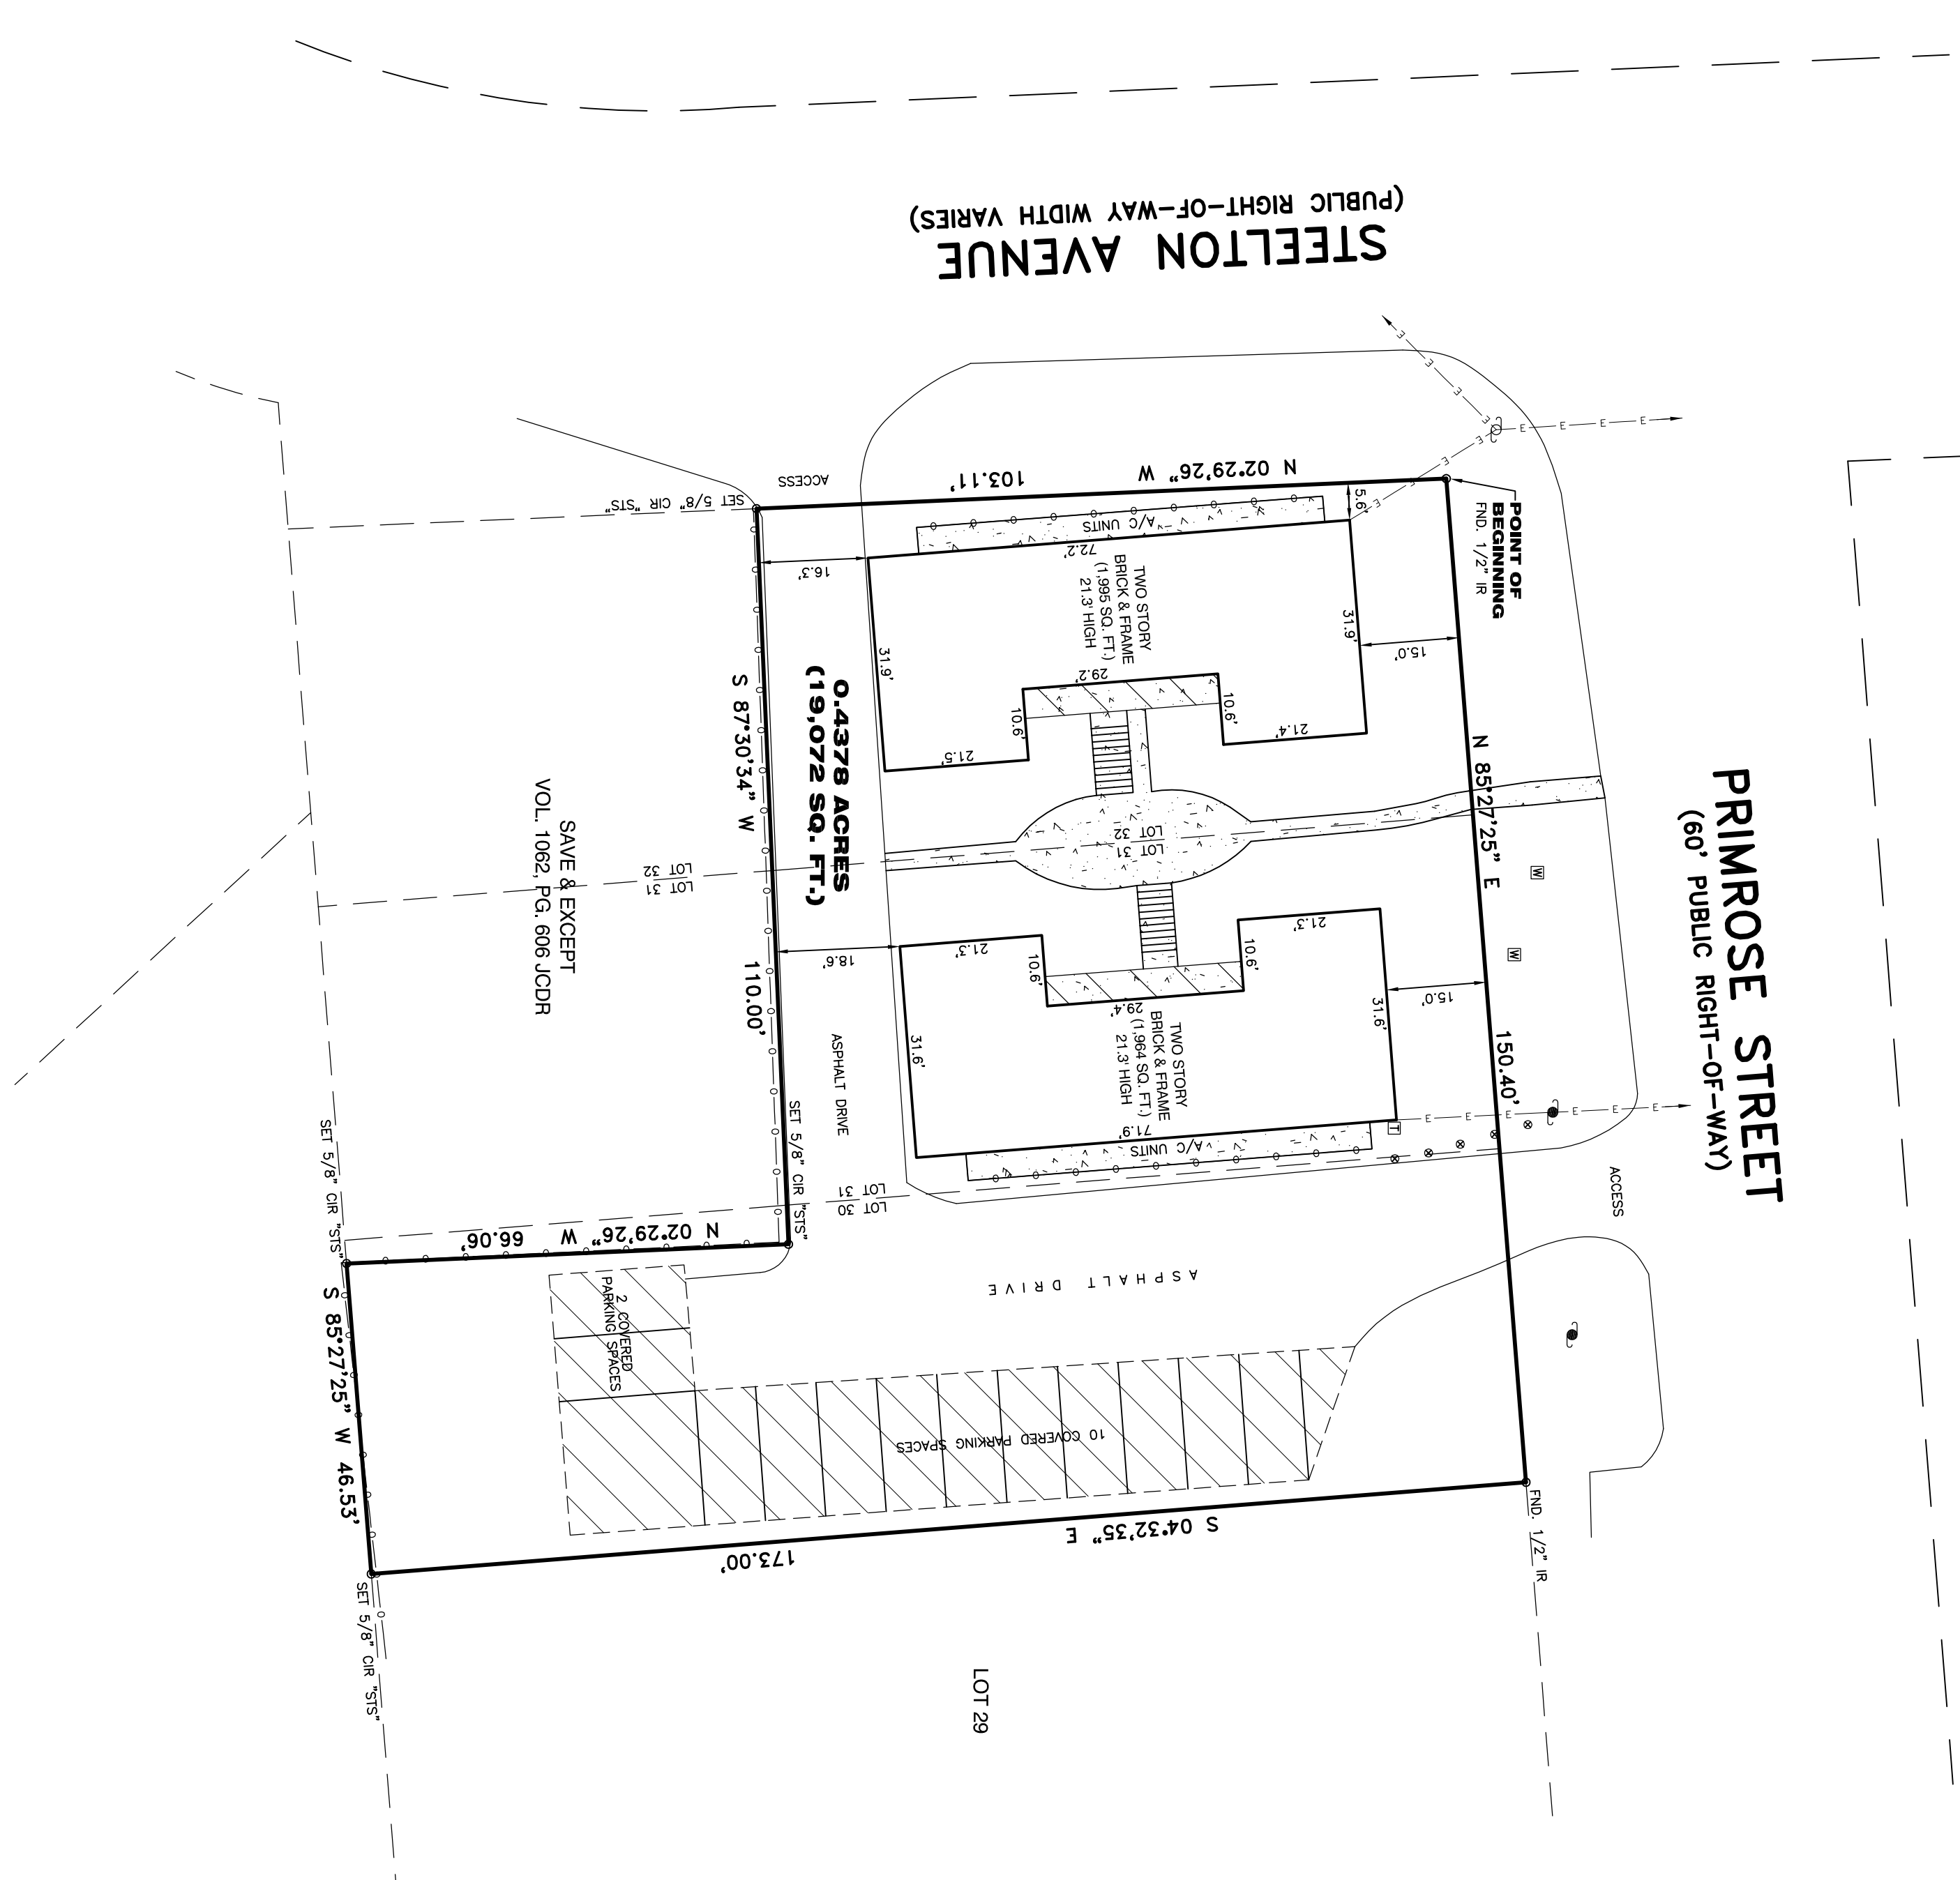 STEELTON AVENUE
(PUBLIC RIGHT-OF-WAY WIDTH VARIES)
PRIMROSE STREET
(60' PUBLIC RIGHT-OF-WAY)
POINT OF
BEGINNING
FND. 1/2" IR
N 02°29'26" W
103.11'
ACCESS
SET 5/8" CIR "STS"
5.6'
A/C UNITS
72.2'
TWO STORY
BRICK & FRAME
(1,995 SQ. FT.)
21.3' HIGH
16.3'
31.9'
31.9'
15.0'
29.2'
10.6'
10.6'
21.5'
21.4'
S 87°30'34" W
110.00'
0.4378 ACRES
(19,072 SQ. FT.)
N 85°27'25" E
150.40'
SAVE & EXCEPT
VOL. 1062, PG. 606 JCDR
LOT 32
LOT 31
LOT 32
LOT 31
W
W
18.6'
21.3'
21.3'
10.6'
10.6'
29.4'
15.0'
31.6'
31.6'
TWO STORY
BRICK & FRAME
(1,964 SQ. FT.)
21.3' HIGH
71.9'
A/C UNITS
T
ASPHALT DRIVE
SET 5/8" CIR "STS"
LOT 31
LOT 30
ACCESS
SET 5/8" CIR "STS"
N 02°29'26" W
66.06'
ASPHALT DRIVE
2 COVERED
PARKING SPACES
10 COVERED PARKING SPACES
S 85°27'25" W
46.53'
S 04°32'35" E
173.00'
FND. 1/2" IR
SET 5/8" CIR "STS"
LOT 29
E E E E
E E E E
E E E
E E E E E E